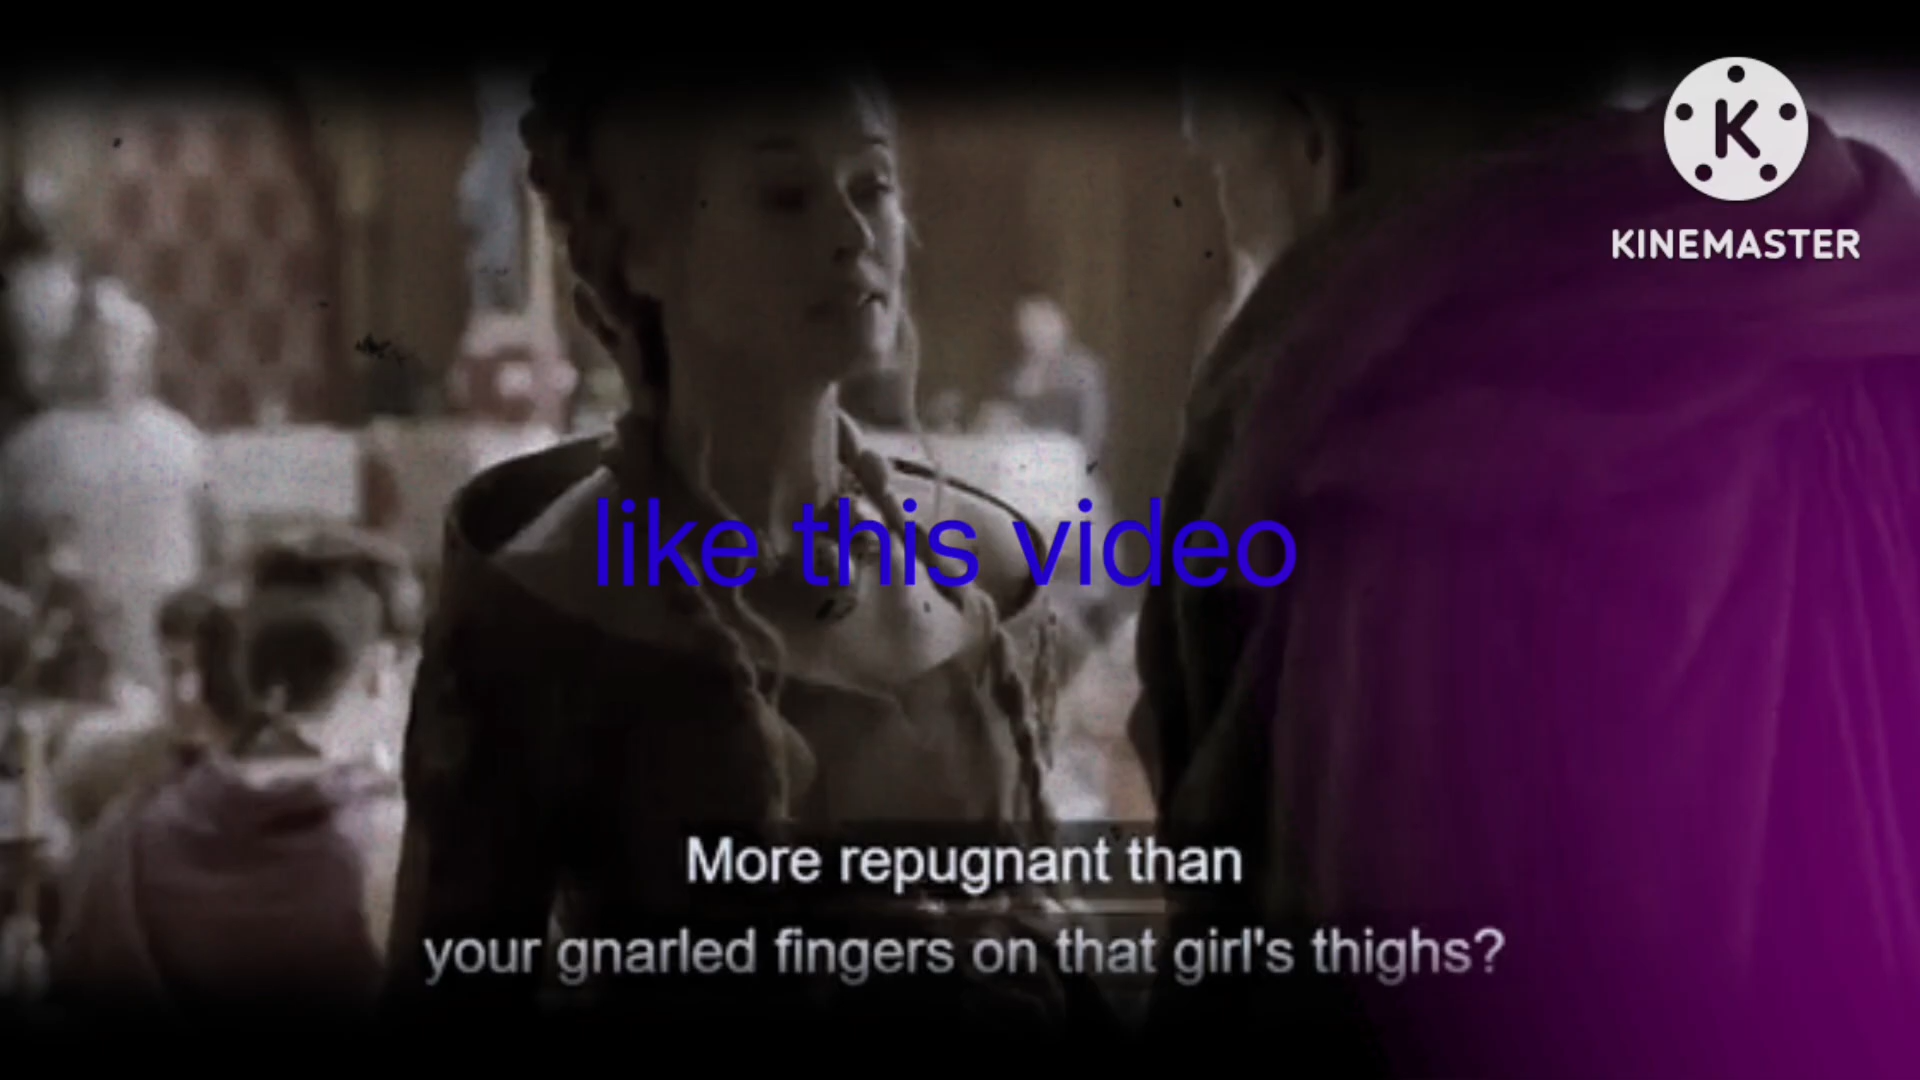 K
KINEMASTER
like this video
More repugnant than
your gnarled fingers on that girl's thighs?